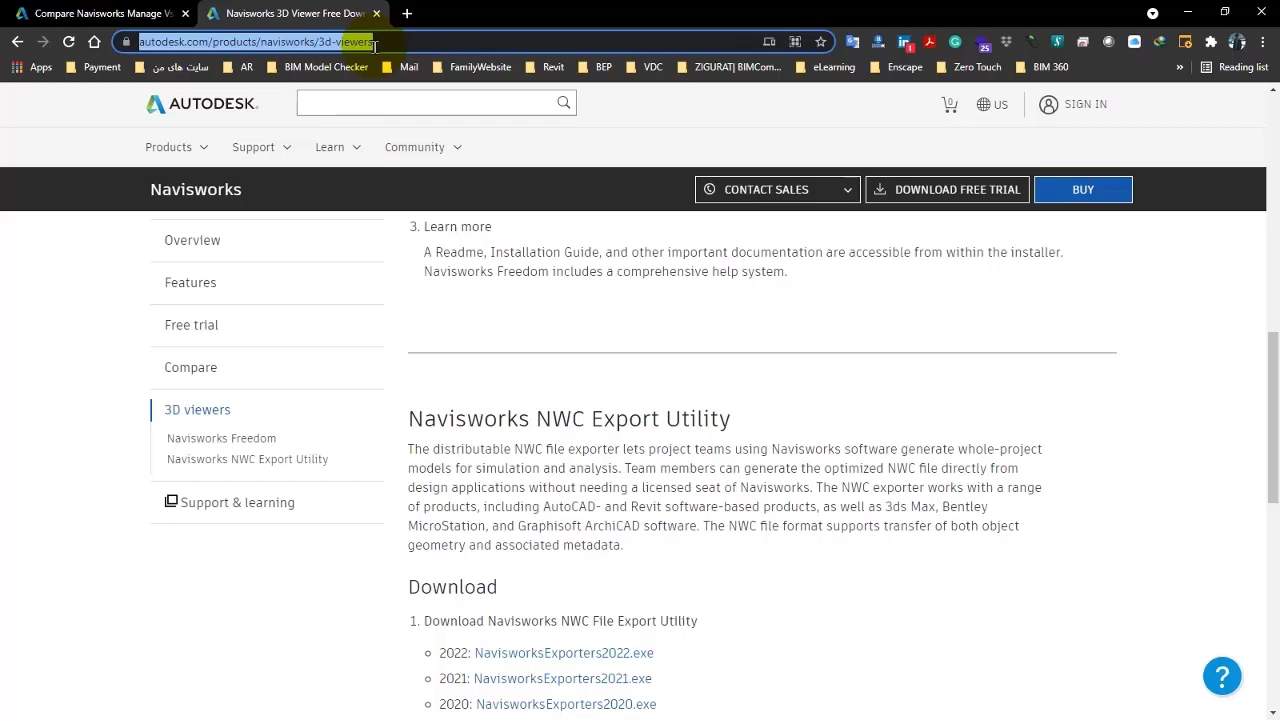 Compare Navisworks Manage Vs
Navisworks 3D Viewer Free Down
autodesk.com/products/navisworks/3d-viewers
1
25
Apps
Payment
سایت های من
AR
BIM Model Checker
Mail
FamilyWebsite
Revit
BEP
VDC
ZIGURAT| BIMCom...
eLearning
Enscape
Zero Touch
BIM 360
»
Reading list
AUTODESK.
0
US
SIGN IN
Products
Support
Learn
Community
Navisworks
CONTACT SALES
DOWNLOAD FREE TRIAL
BUY
Overview
Features
Free trial
Compare
3D viewers
Navisworks Freedom
Navisworks NWC Export Utility
Support & learning
3. Learn more
A Readme, Installation Guide, and other important documentation are accessible from within the installer.
Navisworks Freedom includes a comprehensive help system.
Navisworks NWC Export Utility
The distributable NWC file exporter lets project teams using Navisworks software generate whole-project
models for simulation and analysis. Team members can generate the optimized NWC file directly from
design applications without needing a licensed seat of Navisworks. The NWC exporter works with a range
of products, including AutoCAD- and Revit software-based products, as well as 3ds Max, Bentley
MicroStation, and Graphisoft ArchiCAD software. The NWC file format supports transfer of both object
geometry and associated metadata.
Download
1. Download Navisworks NWC File Export Utility
2022: NavisworksExporters2022.exe
2021: NavisworksExporters2021.exe
2020: NavisworksExporters2020.exe
?